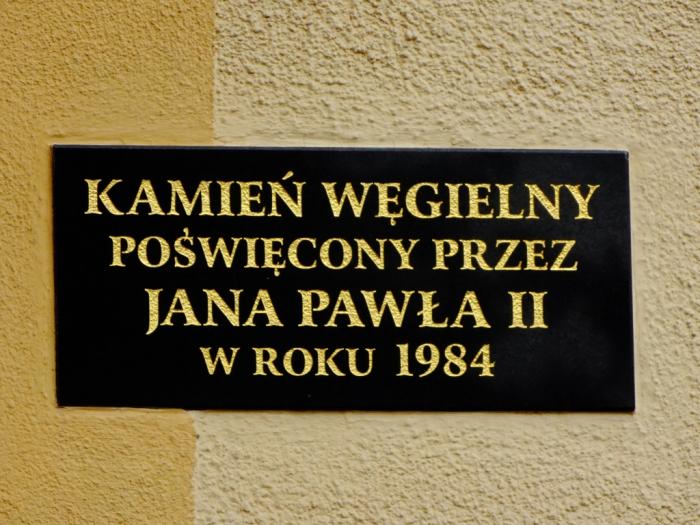 KAMIEŃ WĘGIELNY
POŚWIĘCONY PRZEZ
JANA PAWŁA II
W ROKU 1984